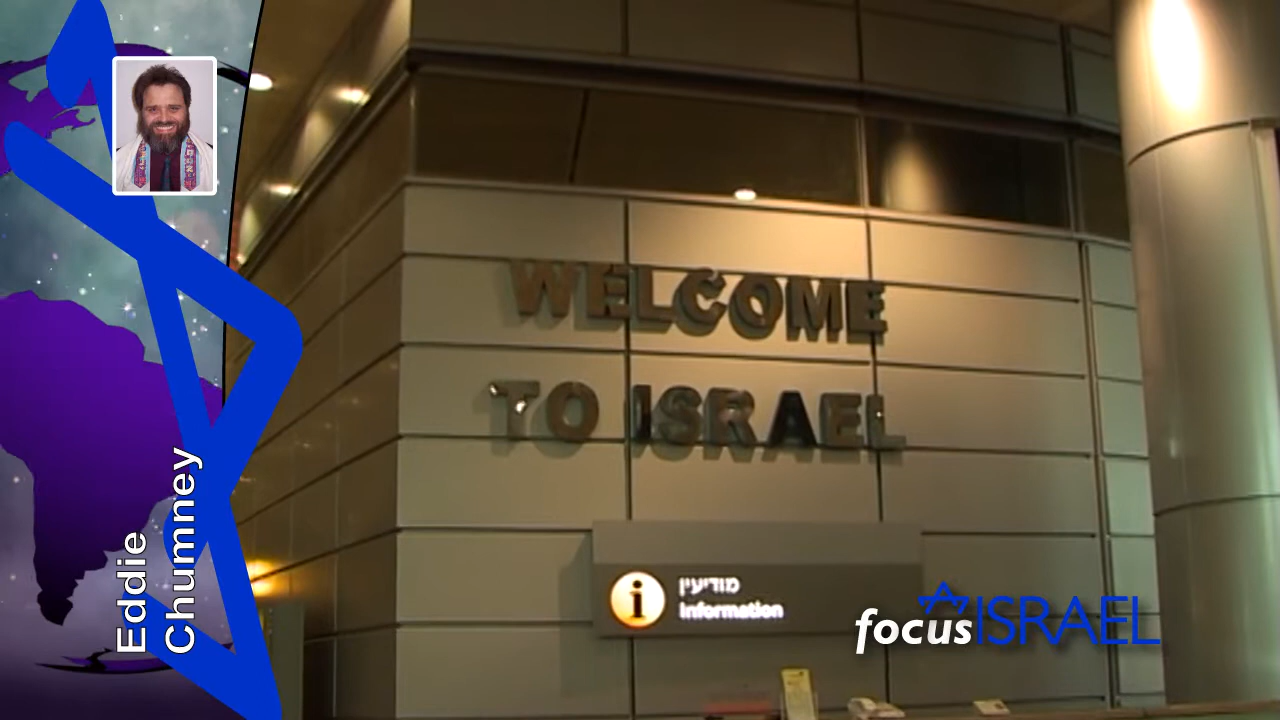 WELCOME
TO ISRAEL
i מודיעין
Information
focusISRAEL
Eddie
Chumney